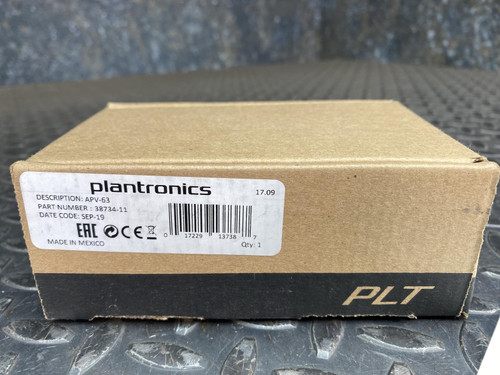 plantronics
17.09
DESCRIPTION: APV-63
PART NUMBER : 38734-11
DATE CODE: SEP-19
EAC CE
0 17229 13738 7
MADE IN MEXICO
Qty: 1
PLT